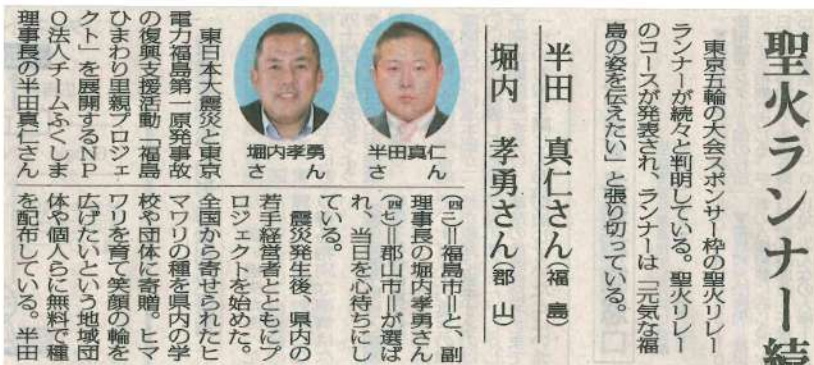 聖火ランナー続
東京五輪の大会スポンサー枠の聖火リレー
ランナーが続々と判明している。聖火リレー
のコースが発表され、ランナーは「元気な福
島の姿を伝えたい」と張り切っている。
半田 真仁さん(福島)
堀内 孝勇さん(郡山)
半田真仁
さん
堀内孝勇
さん
東日本大震災と東京
電力福島第一原発事故
の復興支援活動「福島
ひまわり里親プロジェ
クト」を展開するNP
O法人チームふくしま
理事長の半田真仁さん
(四三)=福島市=と、副
理事長の堀内孝勇さん
(四七)=郡山市=が選ば
れ、当日を心待ちにし
ている。
震災発生後、県内の
若手経営者とともにプ
ロジェクトを始めた。
全国から寄せられたヒ
マワリの種を県内の学
校や団体に寄贈。ヒマ
ワリを育て笑顔の輪を
広げたいという地域団
体や個人らに無料で種
を配布している。半田